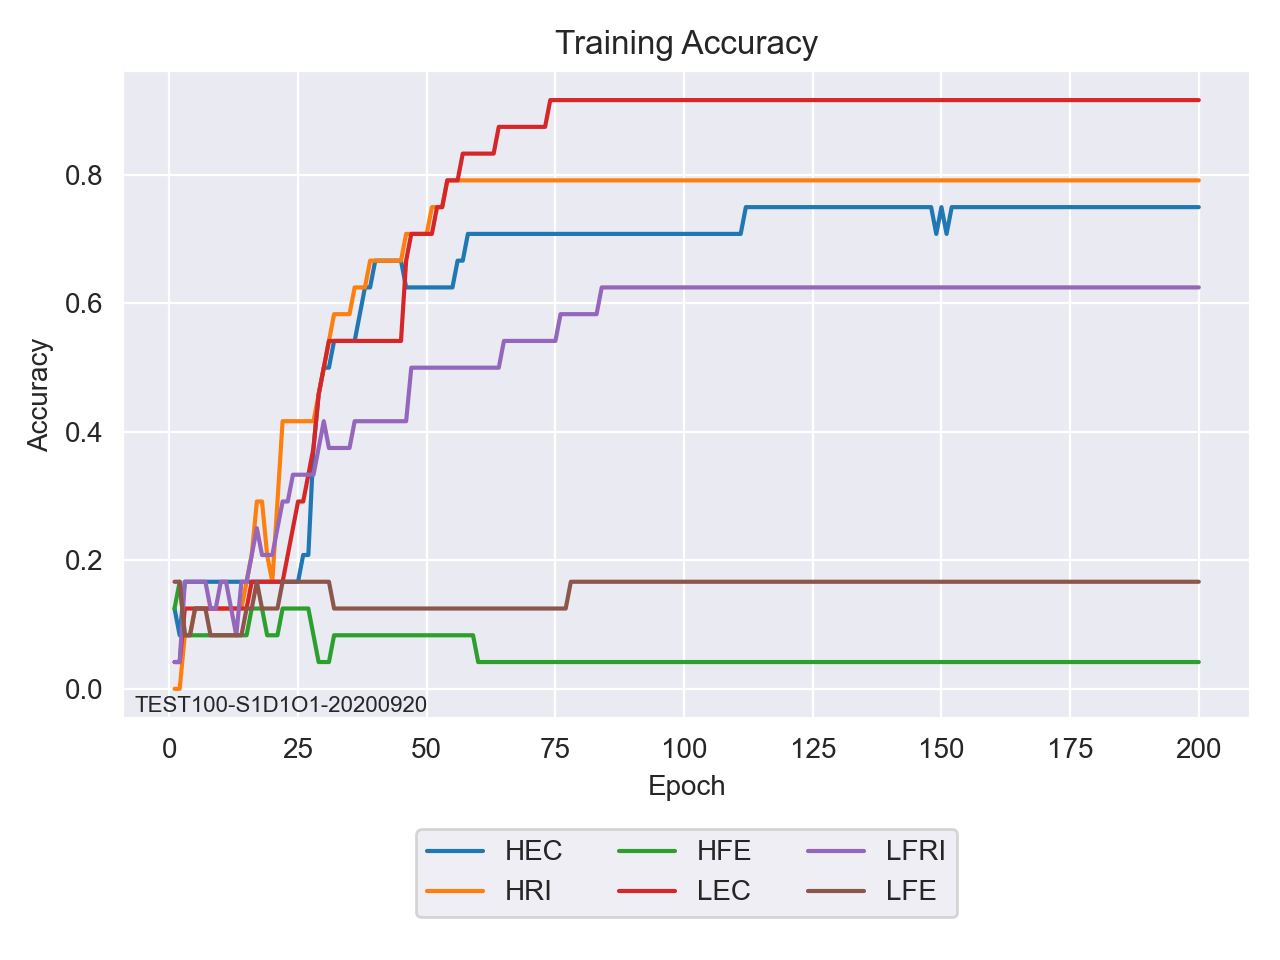 Training Accuracy
Accuracy
0.8
0.6
0.4
0.2
0.0
TEST100-S1D1O1-20200920
0 25 50 75 100 125 150 175 200
Epoch
HEC HFE LFRI
HRI LEC LFE